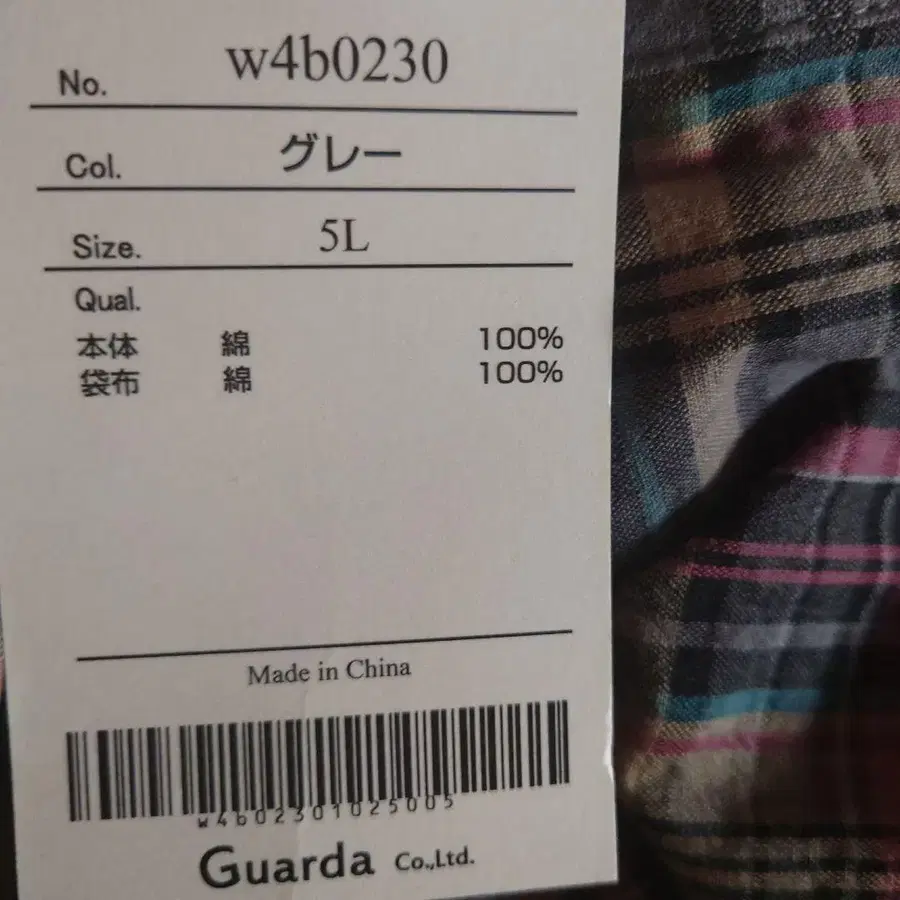 No. w4b0230
Col. グレー
Size. 5L
Qual.
本体 綿 100%
袋布 綿 100%
Made in China
w4b02301025005
Guarda Co.,Ltd.